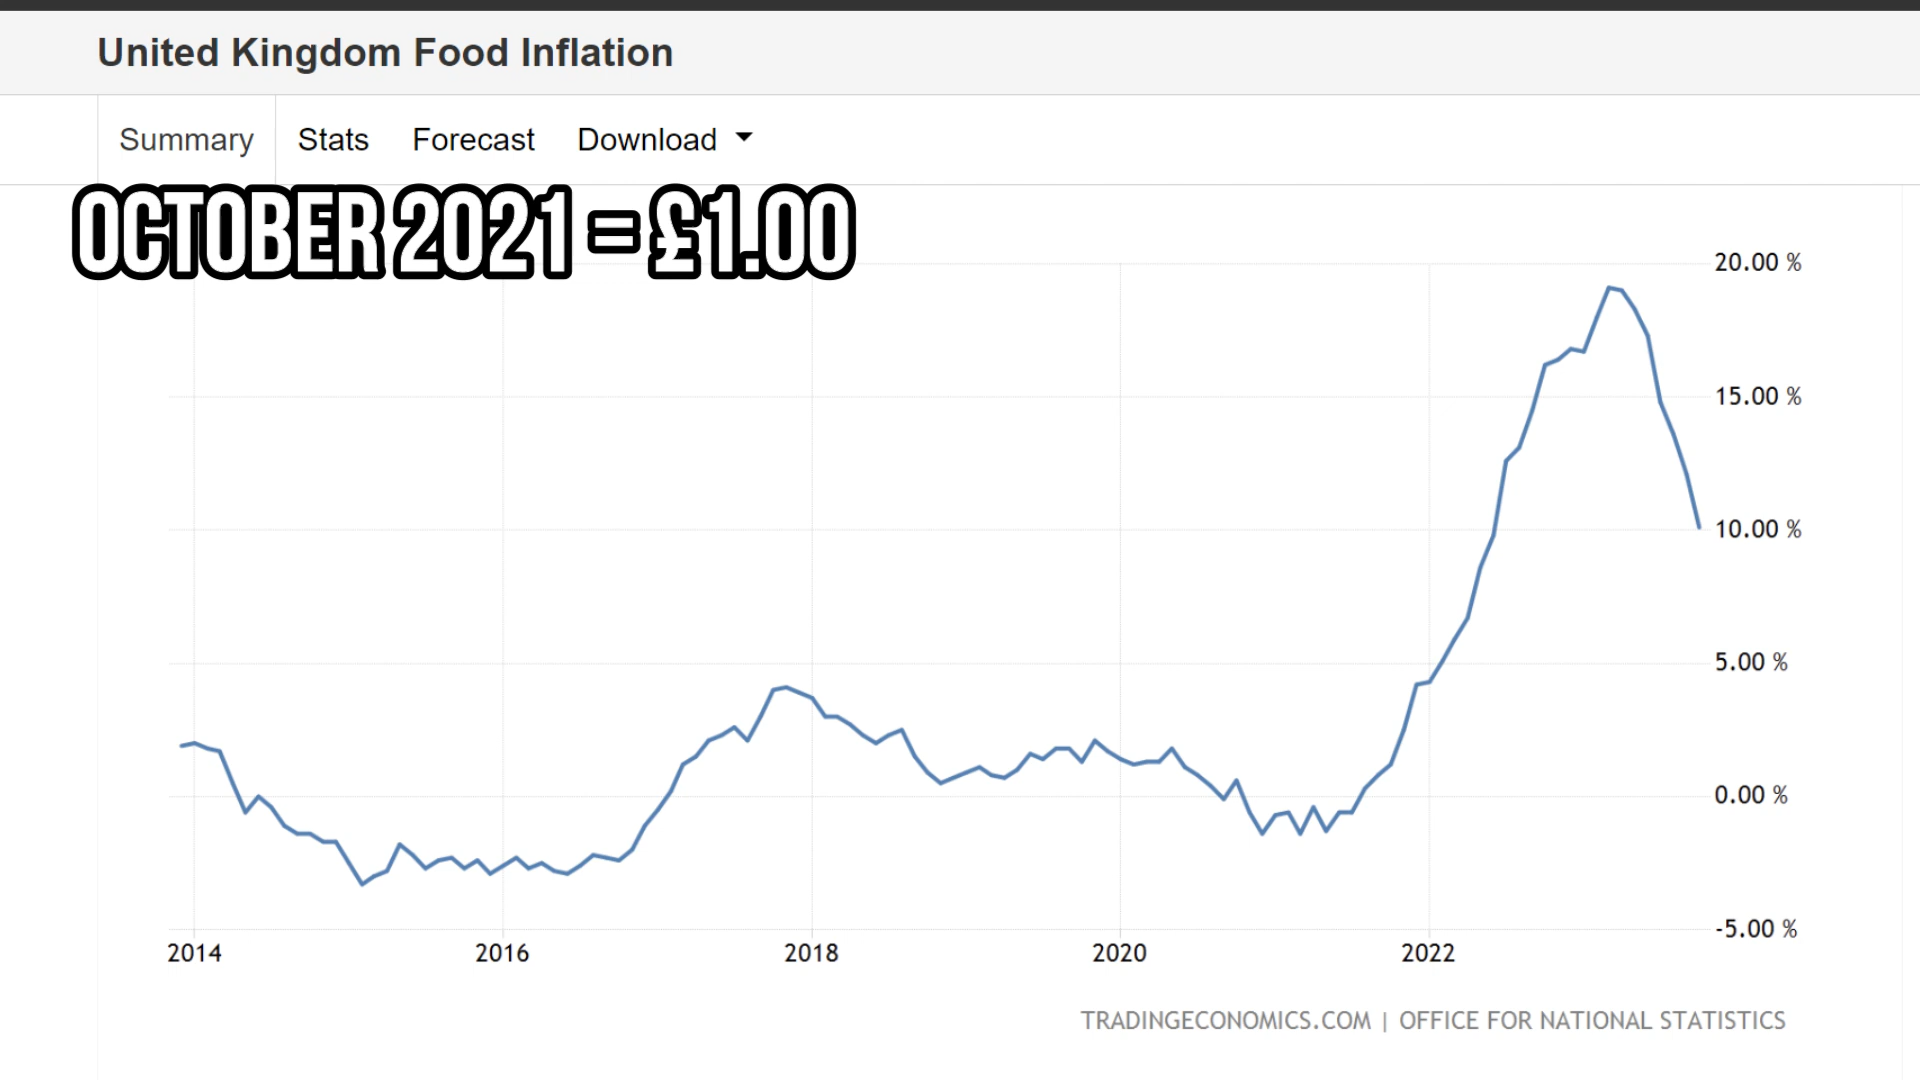 United Kingdom Food Inflation
Summary Stats Forecast Download
OCTOBER 2021 = £1.00
20.00 %
15.00 %
10.00 %
5.00 %
0.00 %
-5.00 %
2014 2016 2018 2020 2022
TRADINGECONOMICS.COM | OFFICE FOR NATIONAL STATISTICS